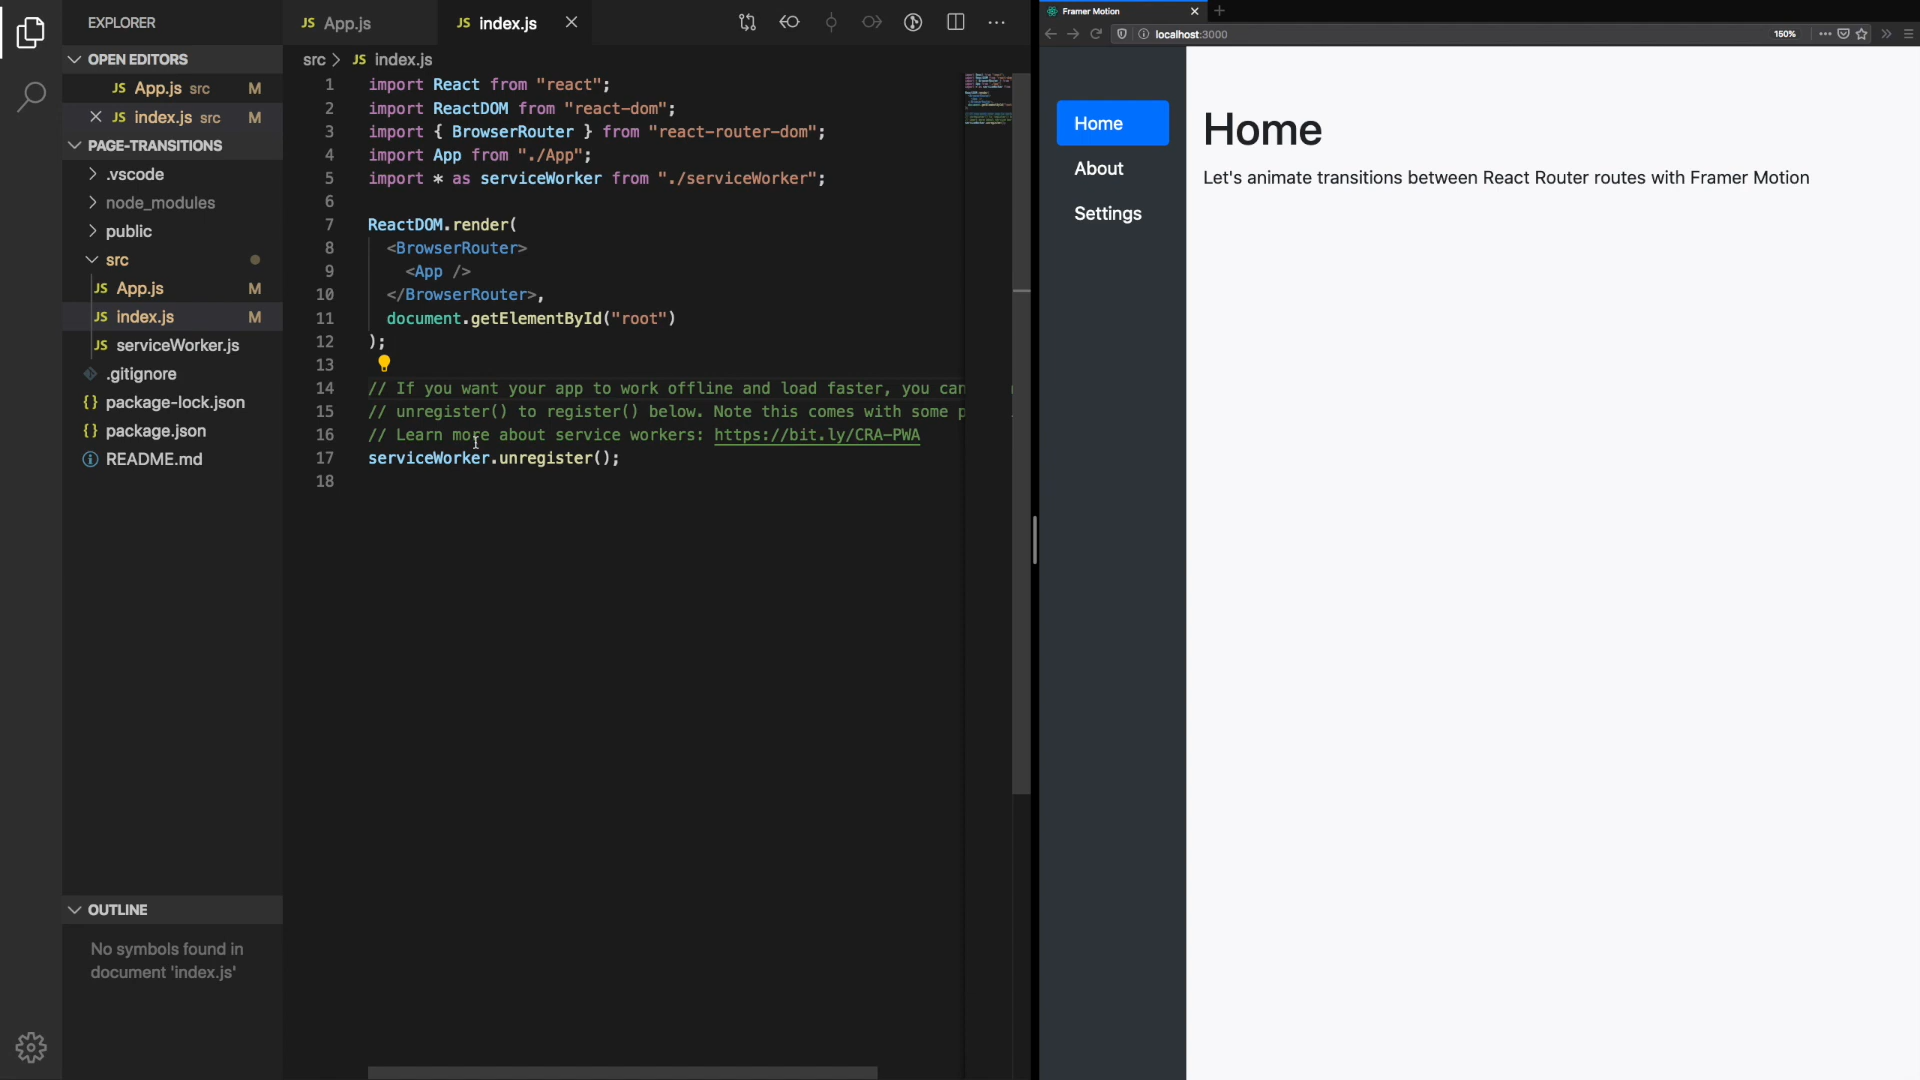 EXPLORER
OPEN EDITORS
JS App.js src M
JS index.js src M
PAGE-TRANSITIONS
.vscode
node_modules
public
src
JS App.js M
JS index.js M
JS serviceWorker.js
.gitignore
{} package-lock.json
{} package.json
README.md
OUTLINE
No symbols found in
document 'index.js'
JS App.js
JS index.js
src > JS index.js
1 import React from "react";
2 import ReactDOM from "react-dom";
3 import { BrowserRouter } from "react-router-dom";
4 import App from "./App";
5 import * as serviceWorker from "./serviceWorker";
6
7 ReactDOM.render(
8 <BrowserRouter>
9 <App />
10 </BrowserRouter>,
11 document.getElementById("root")
12 );
13
14 // If you want your app to work offline and load faster, you can
15 // unregister() to register() below. Note this comes with some p
16 // Learn more about service workers: https://bit.ly/CRA-PWA
17 serviceWorker.unregister();
18
Framer Motion
localhost:3000
150%
Home
About
Settings
Home
Let's animate transitions between React Router routes with Framer Motion